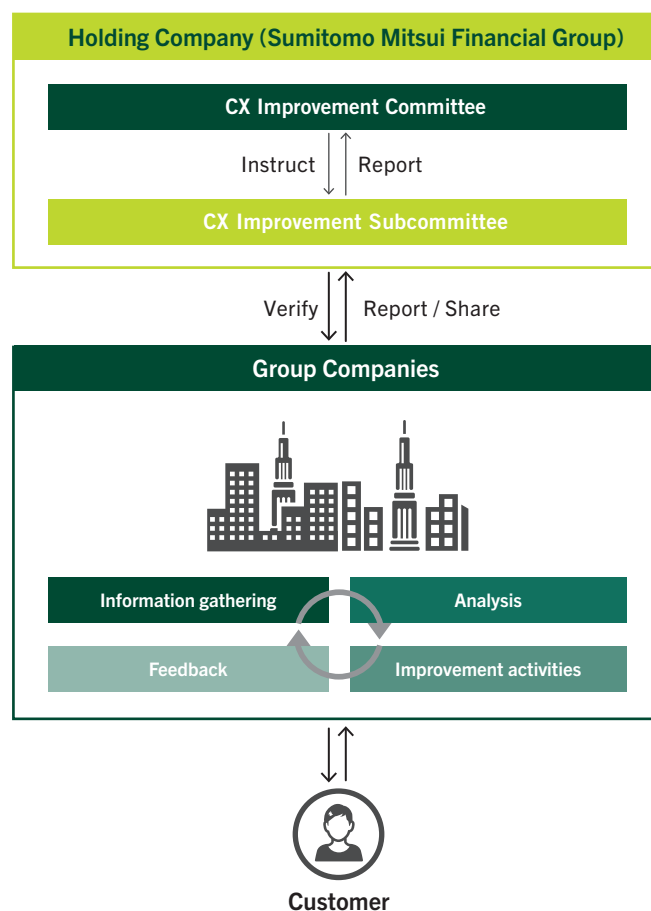 Holding Company (Sumitomo Mitsui Financial Group)
CX Improvement Committee
Instruct Report
CX Improvement Subcommittee
Verify Report / Share
Group Companies
Information gathering Analysis
Feedback Improvement activities
Customer